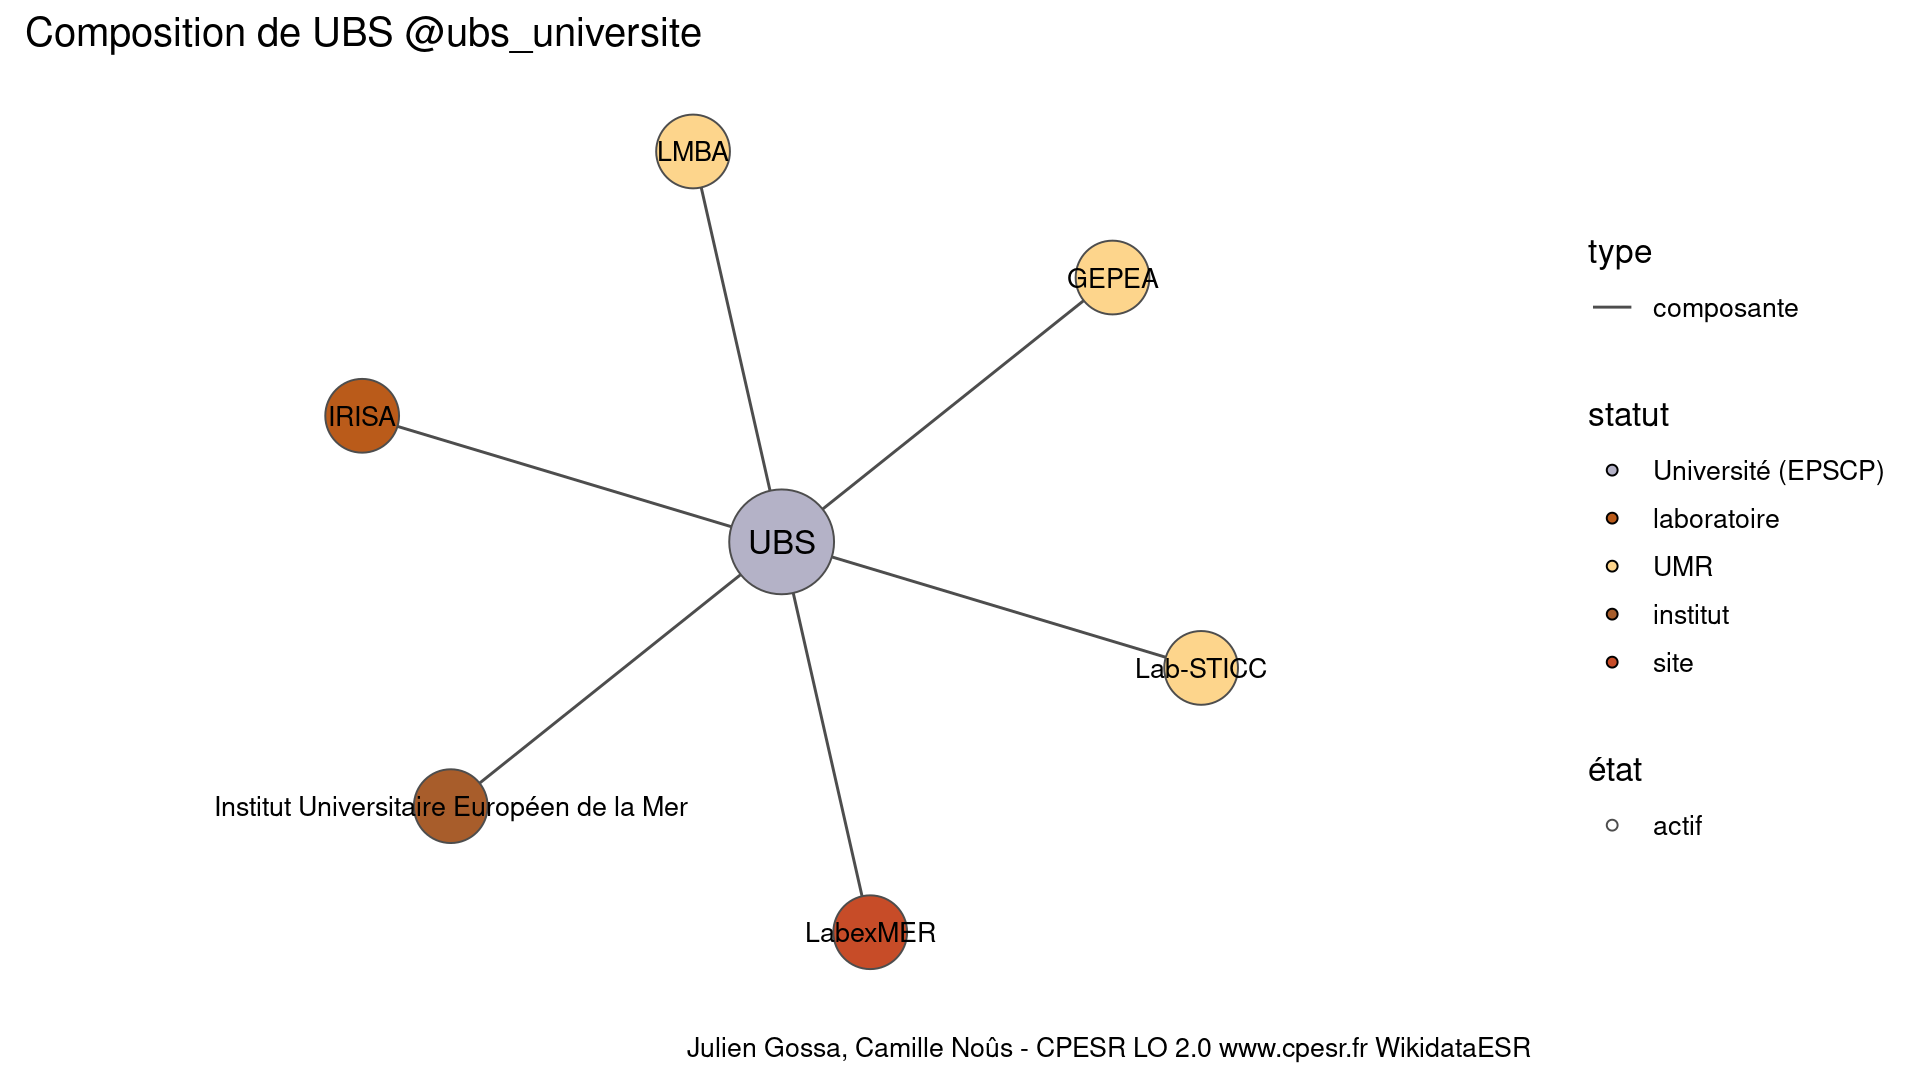 Composition de UBS @ubs_universite
LMBA
GEPEA
IRISA
UBS
Lab-STICC
Institut Universitaire Européen de la Mer
LabexMER
type
composante
statut
Université (EPSCP)
laboratoire
UMR
institut
site
état
actif
Julien Gossa, Camille Noûs - CPESR LO 2.0 www.cpesr.fr WikidataESR